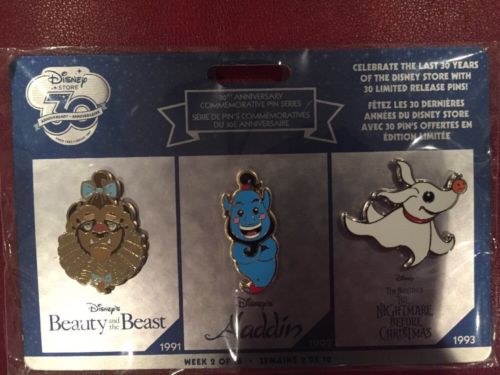 Disney
STORE
30
ANNIVERSARY • ANNIVERSAIRE
30TH ANNIVERSARY
COMMEMORATIVE PIN SERIES
SÉRIE DE PIN'S COMMÉMORATIVES
DU 30E ANNIVERSAIRE
CELEBRATE THE LAST 30 YEARS
OF THE DISNEY STORE WITH
30 LIMITED RELEASE PINS!
FÊTEZ LES 30 DERNIÈRES
ANNÉES DU DISNEY STORE
AVEC 30 PIN'S OFFERTES EN
ÉDITION LIMITÉE
Disney's
Beauty and the Beast
1991
Disney's
Aladdin
1992
Disney
THE NIGHTMARE
BEFORE
CHRISTMAS
1993
WEEK 2 OF 10 • SEMAINE 2 DE 10